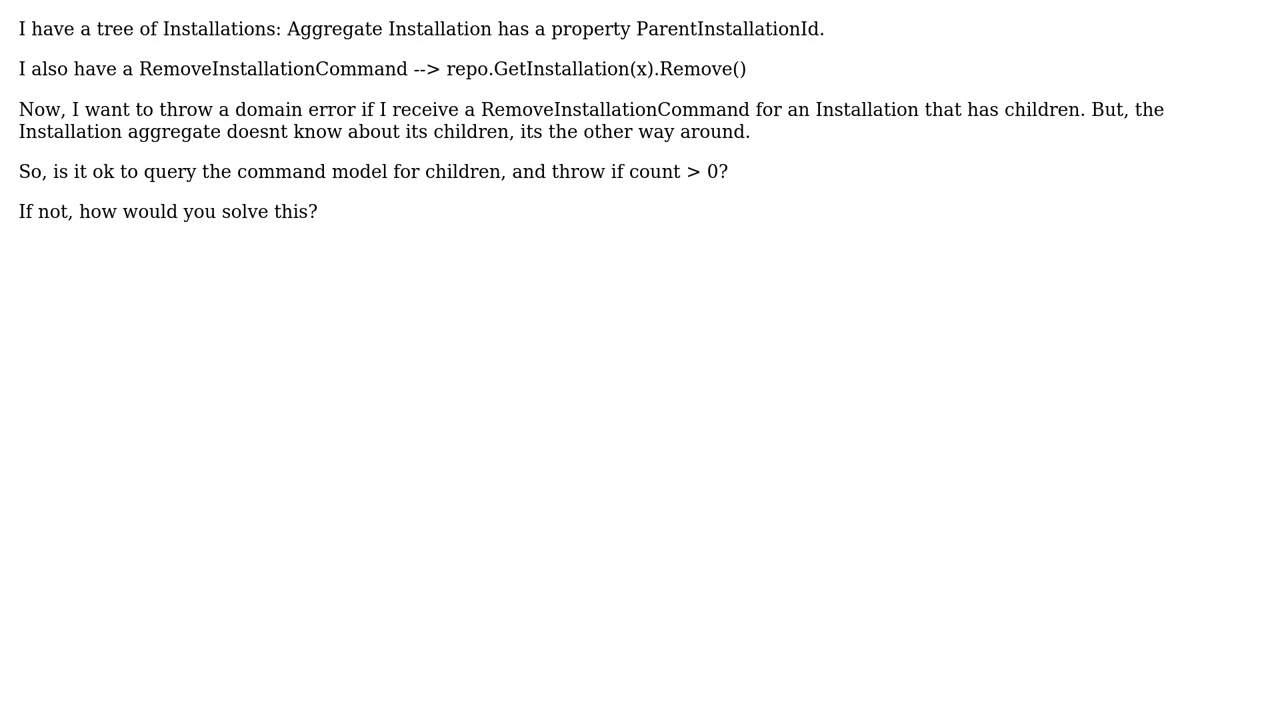 I have a tree of Installations: Aggregate Installation has a property ParentInstallationId.
I also have a RemoveInstallationCommand --> repo.GetInstallation(x).Remove()
Now, I want to throw a domain error if I receive a RemoveInstallationCommand for an Installation that has children. But, the
Installation aggregate doesnt know about its children, its the other way around.
So, is it ok to query the command model for children, and throw if count > 0?
If not, how would you solve this?